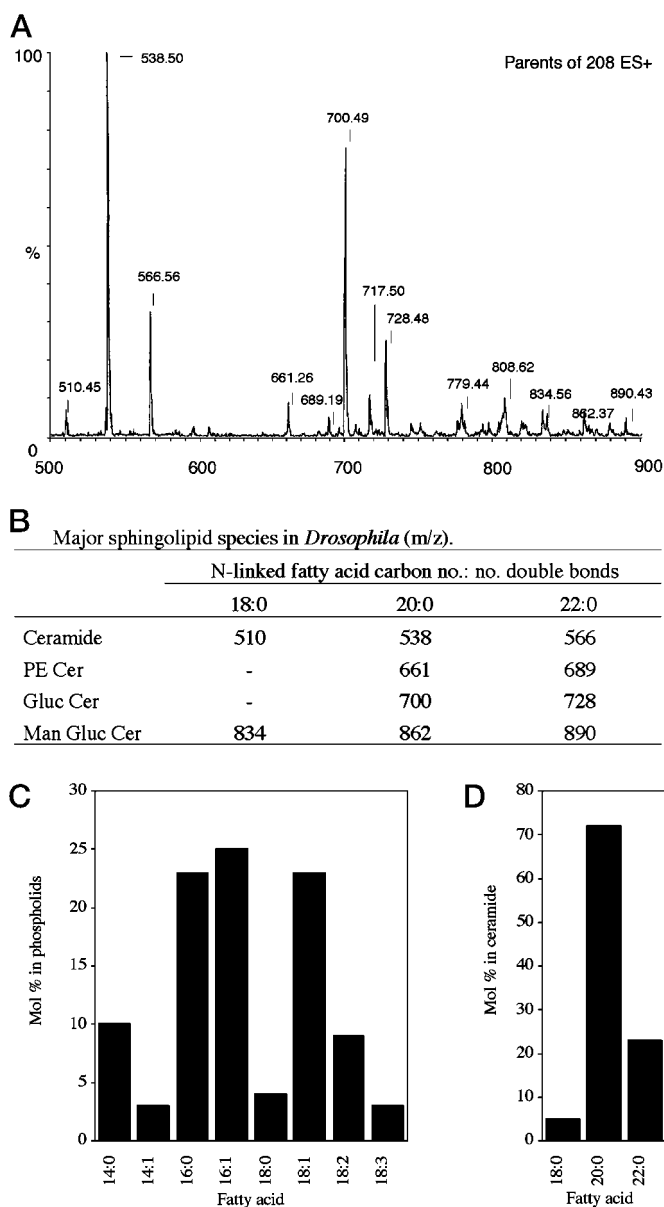 A
Parents of 208 ES+
100
538.50
700.49
%
566.56
717.50
728.48
510.45
661.26
689.19
779.44
808.62
834.56
862.37
890.43
0
500 600 700 800 900
B
Major sphingolipid species in Drosophila (m/z).
N-linked fatty acid carbon no.: no. double bonds
18:0 20:0 22:0
Ceramide 510 538 566
PE Cer - 661 689
Gluc Cer - 700 728
Man Gluc Cer 834 862 890
C
Mol % in phospholids
30
25
20
15
10
5
0
14:0 14:1 16:0 16:1 18:0 18:1 18:2 18:3
Fatty acid
D
Mol % in ceramide
80
70
60
50
40
30
20
10
0
18:0 20:0 22:0
Fatty acid